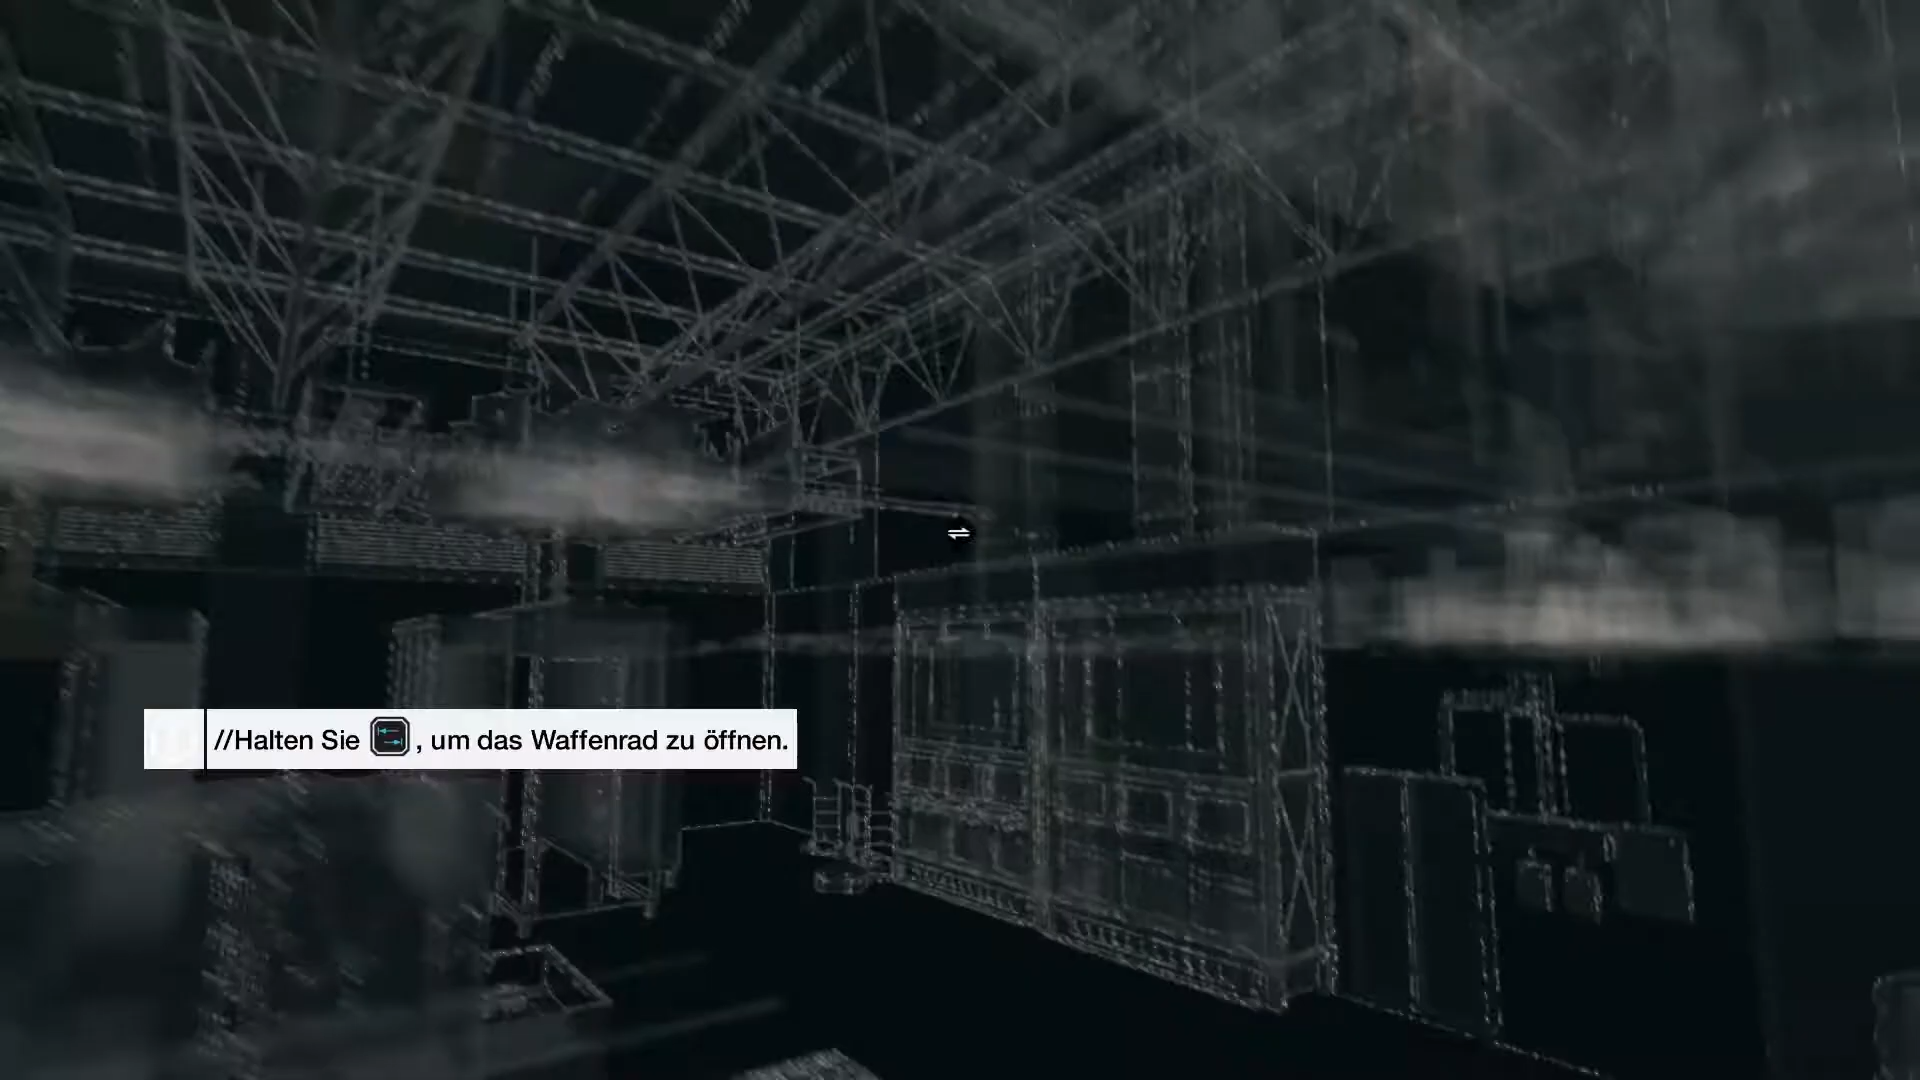 //Halten Sie , um das Waffenrad zu öffnen.